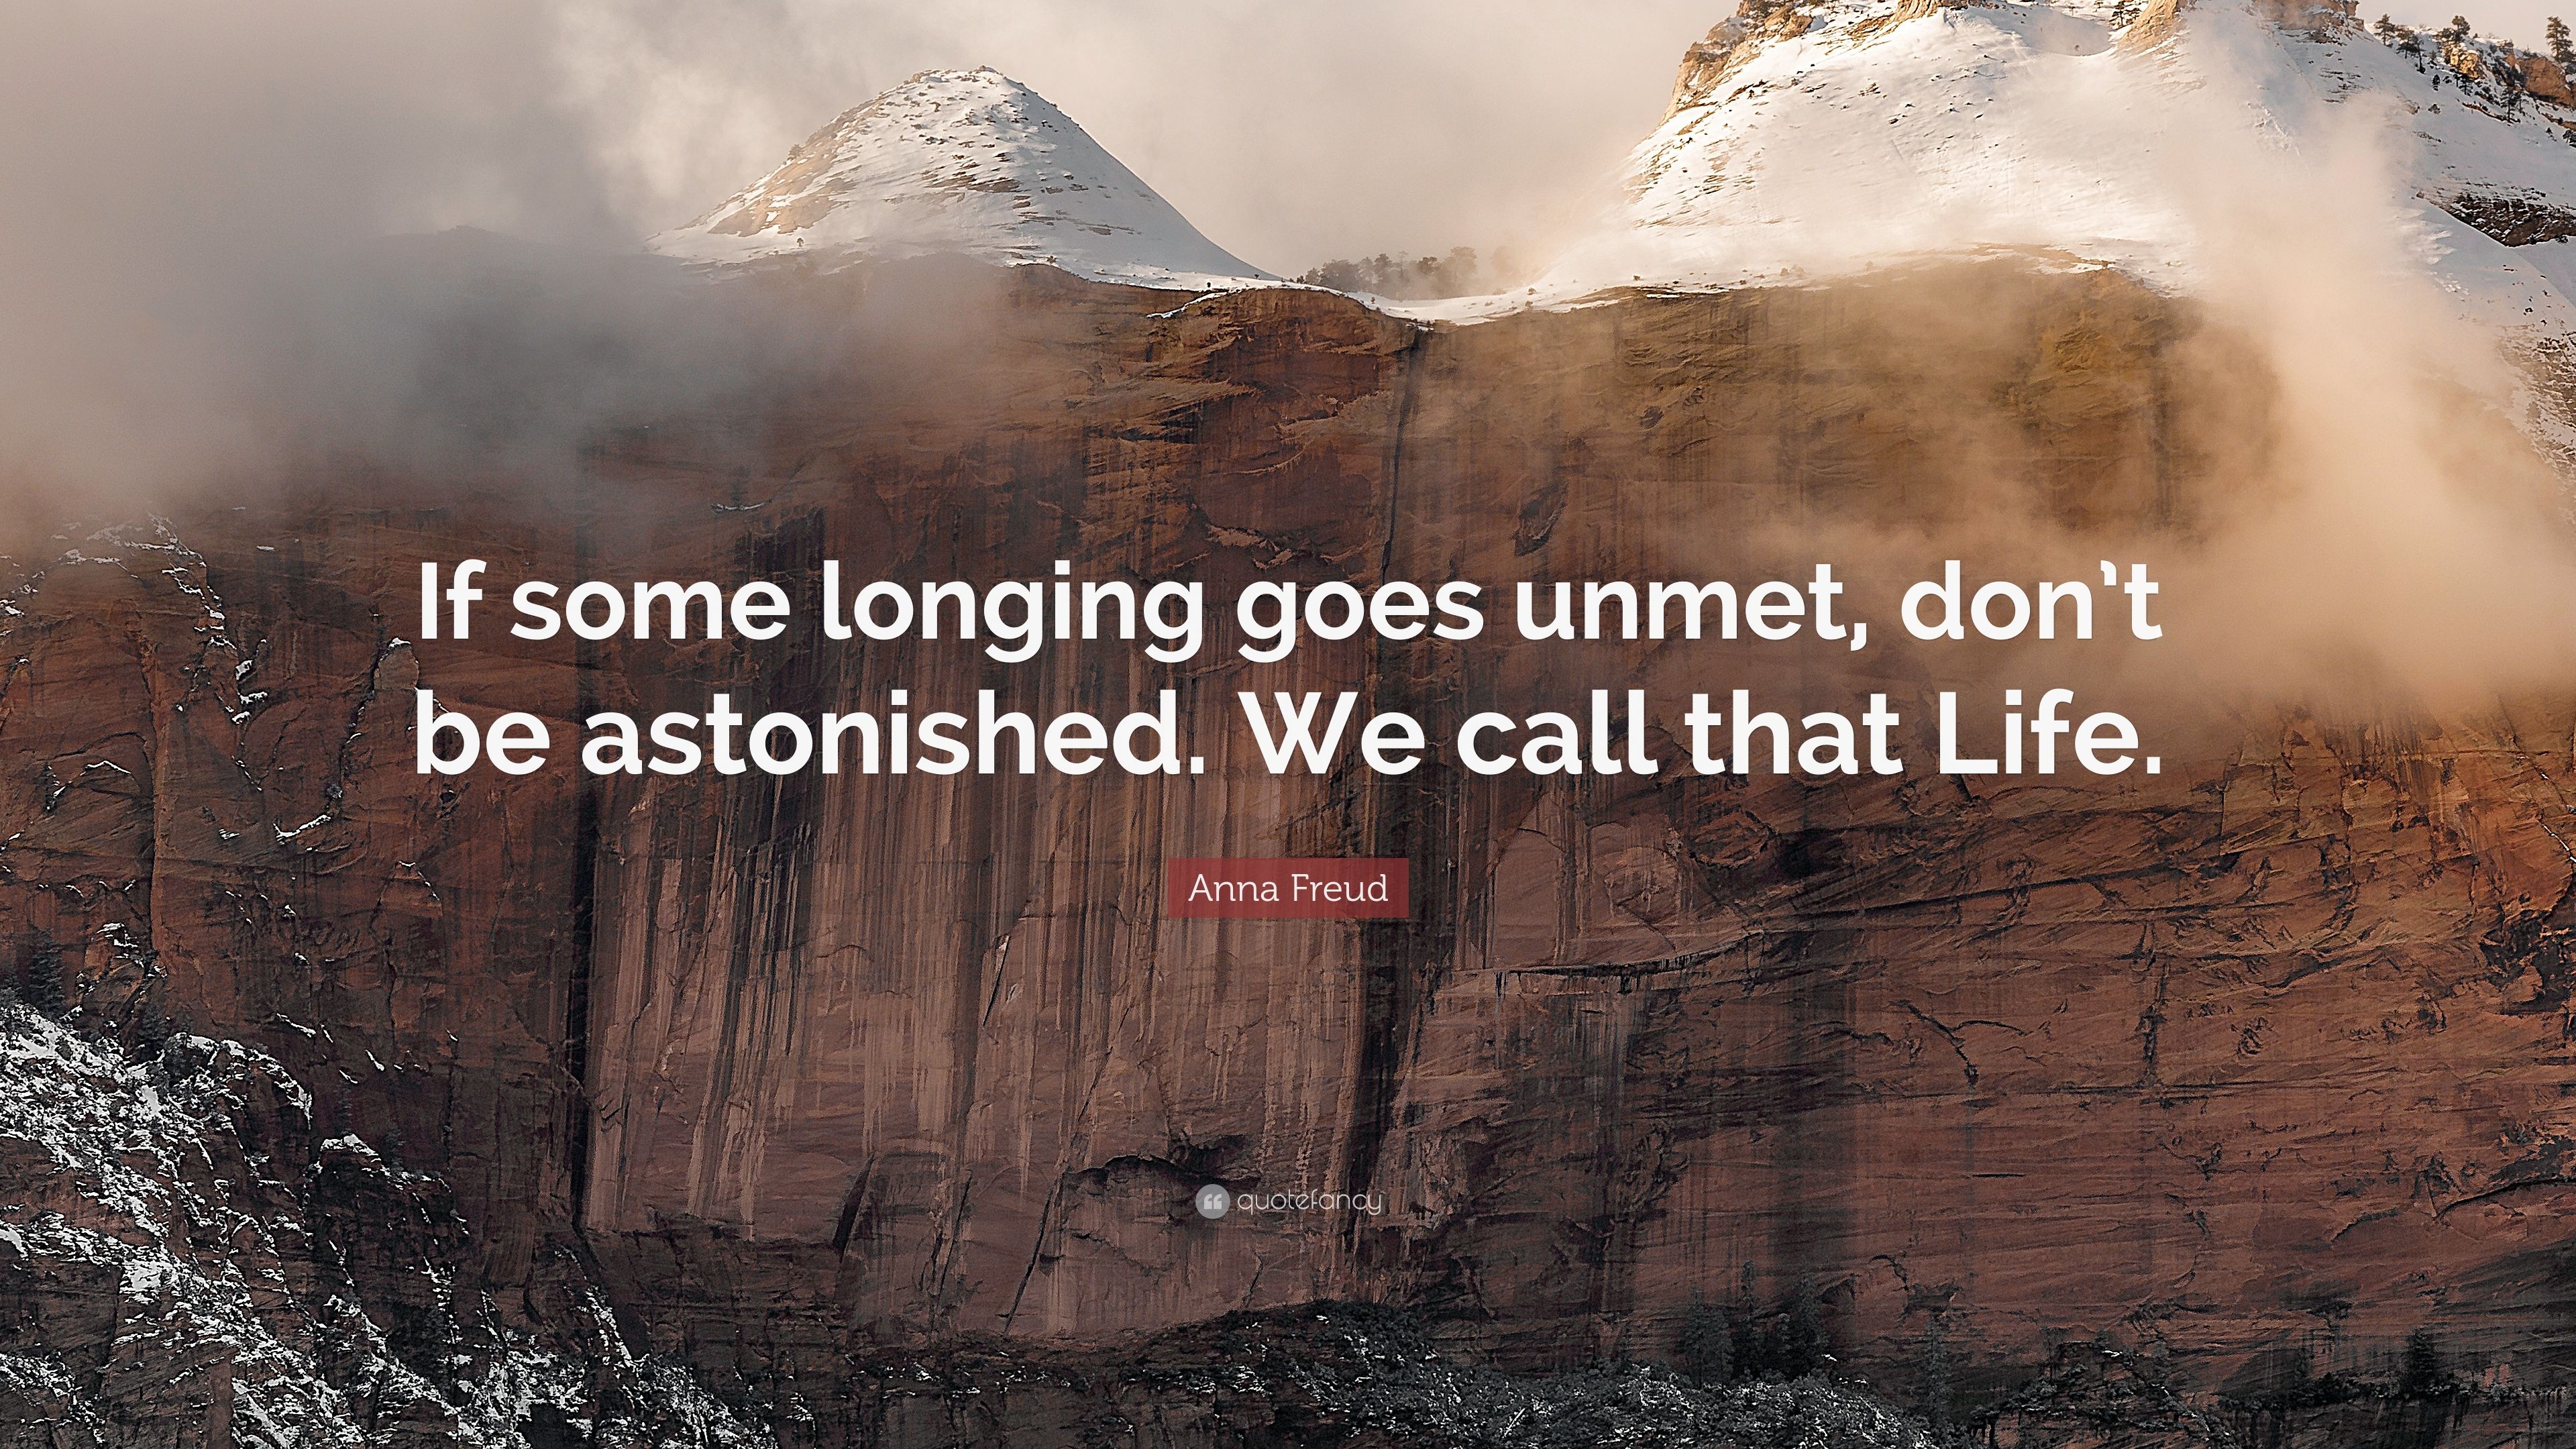 If some longing goes unmet, don’t
be astonished. We call that Life.
Anna Freud
quotefancy